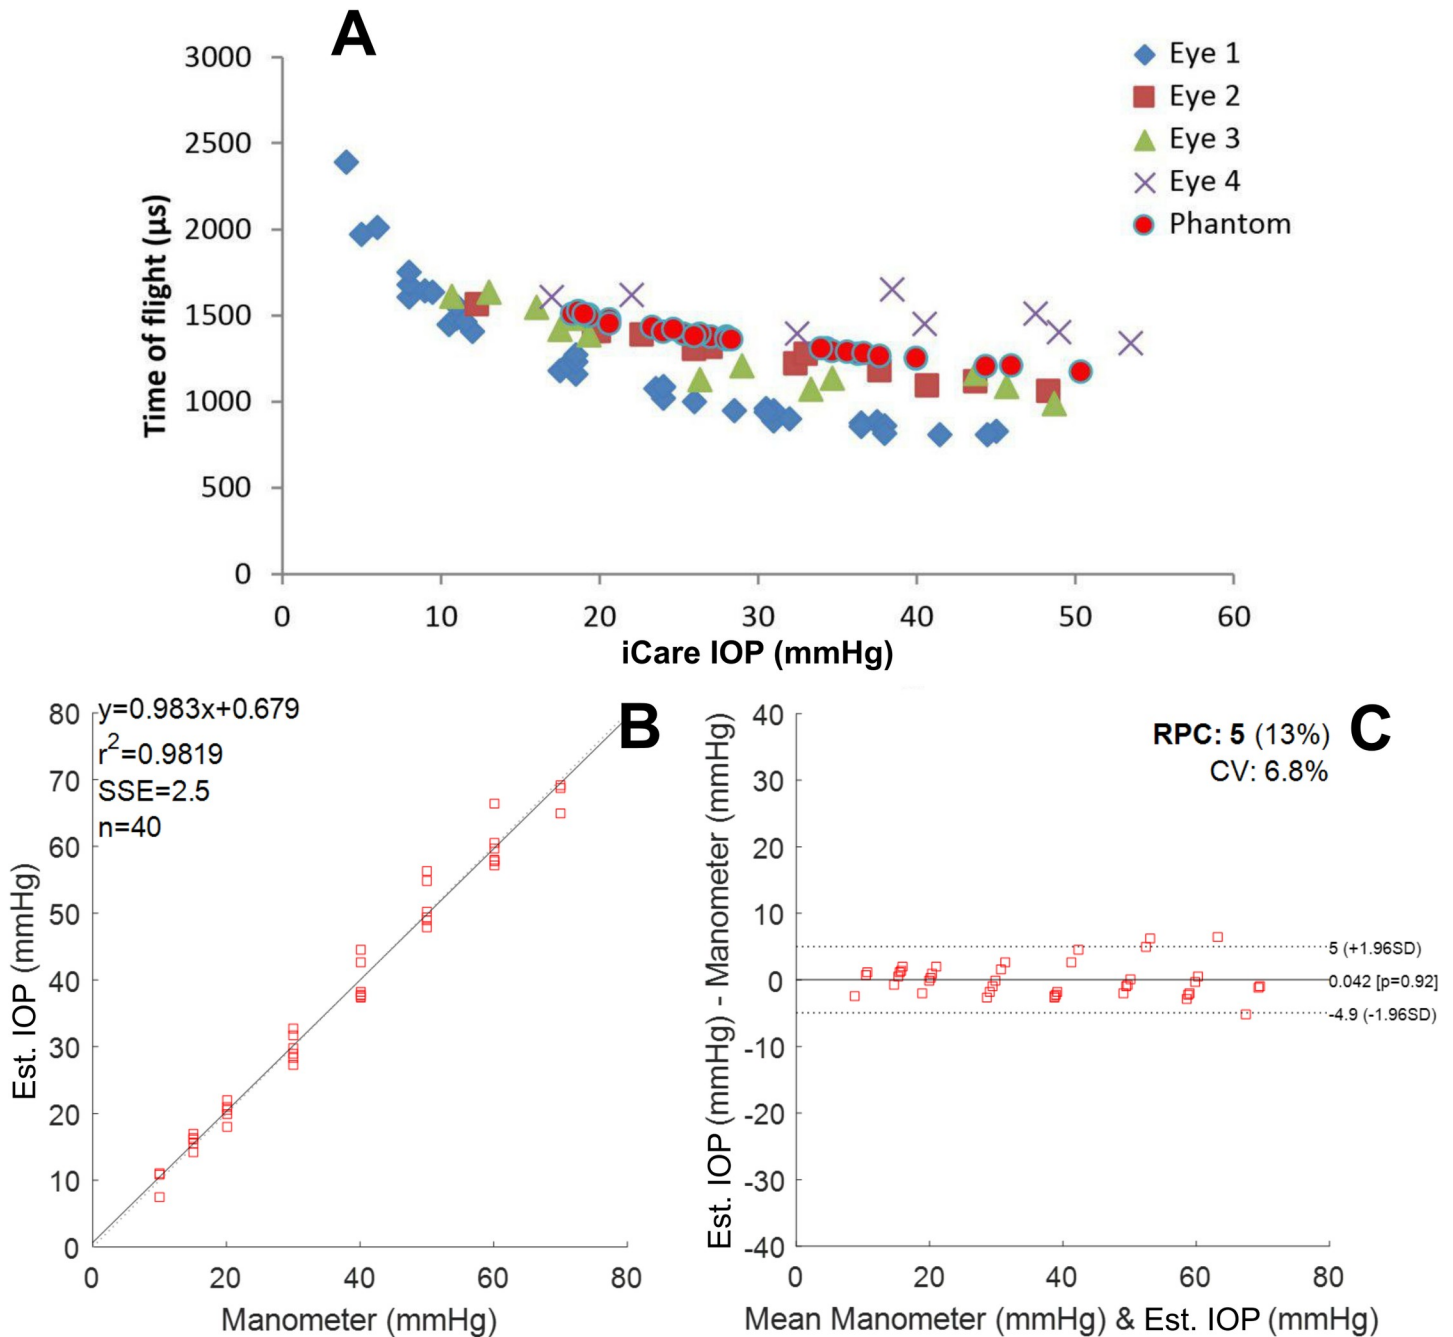 A
3000
2500
2000
1500
1000
500
0
Time of flight (µs)
0 10 20 30 40 50 60
iCare IOP (mmHg)
Eye 1
Eye 2
Eye 3
Eye 4
Phantom
B
y=0.983x+0.679
r2=0.9819
SSE=2.5
n=40
80
70
60
50
40
30
20
10
0
Est. IOP (mmHg)
0 20 40 60 80
Manometer (mmHg)
C
RPC: 5 (13%)
CV: 6.8%
40
30
20
10
0
-10
-20
-30
-40
Est. IOP (mmHg) - Manometer (mmHg)
5 (+1.96SD)
0.042 [p=0.92]
-4.9 (-1.96SD)
0 20 40 60 80
Mean Manometer (mmHg) & Est. IOP (mmHg)